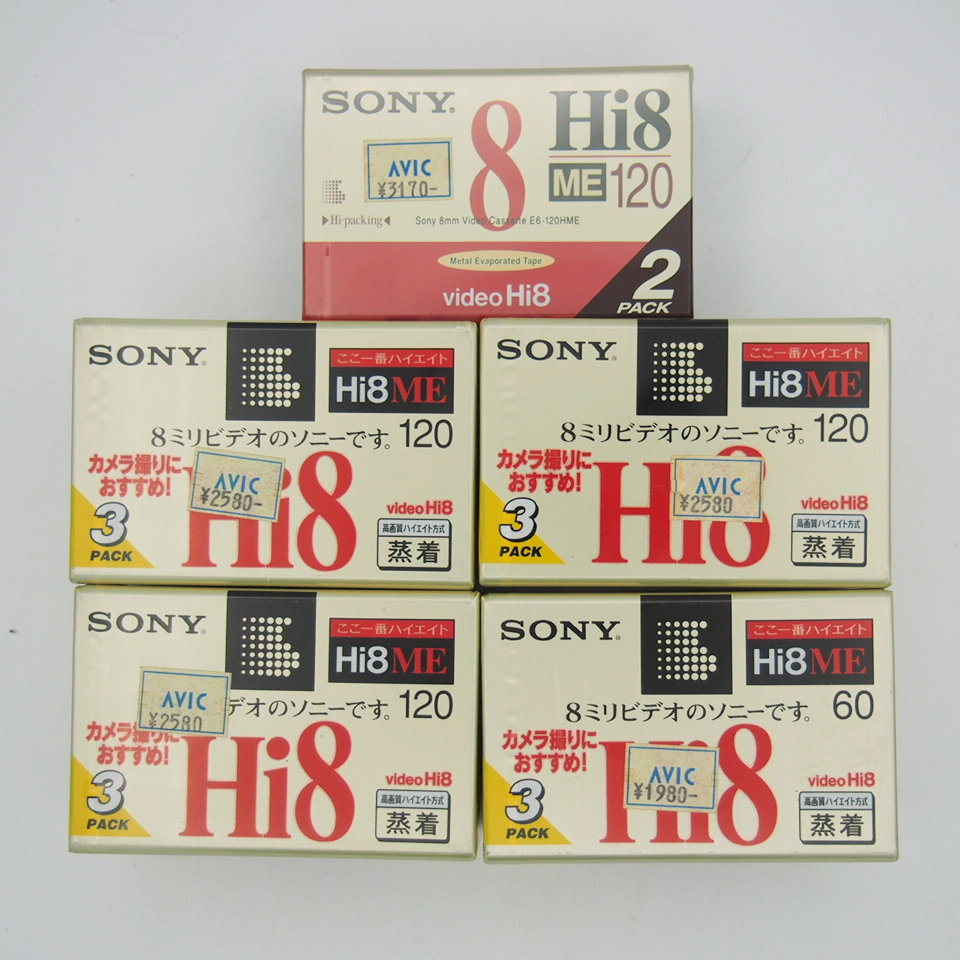 SONY®
8
Hi8
ME 120
AVIC
¥3170-
▶Hi-packing◀
Sony 8mm Video Cassette E6-120HME
Metal Evaporated Tape
video Hi8
2
PACK
SONY®
ここ一番ハイエイト
Hi8 ME
8ミリビデオのソニーです。120
カメラ撮りに
おすすめ!
AVIC
¥2580-
Hi8
3
PACK
video Hi8
高画質ハイエイト方式
蒸着
SONY®
ここ一番ハイエイト
Hi8 ME
8ミリビデオのソニーです。120
カメラ撮りに
おすすめ!
AVIC
¥2580
Hi8
3
PACK
video Hi8
高画質ハイエイト方式
蒸着
SONY®
ここ一番ハイエイト
Hi8 ME
AVIC
¥2580
デオのソニーです。120
カメラ撮りに
おすすめ!
Hi8
3
PACK
video Hi8
高画質ハイエイト方式
蒸着
SONY®
ここ一番ハイエイト
Hi8 ME
8ミリビデオのソニーです。60
カメラ撮りに
おすすめ!
AVIC
¥1980-
Hi8
3
PACK
video Hi8
高画質ハイエイト方式
蒸着